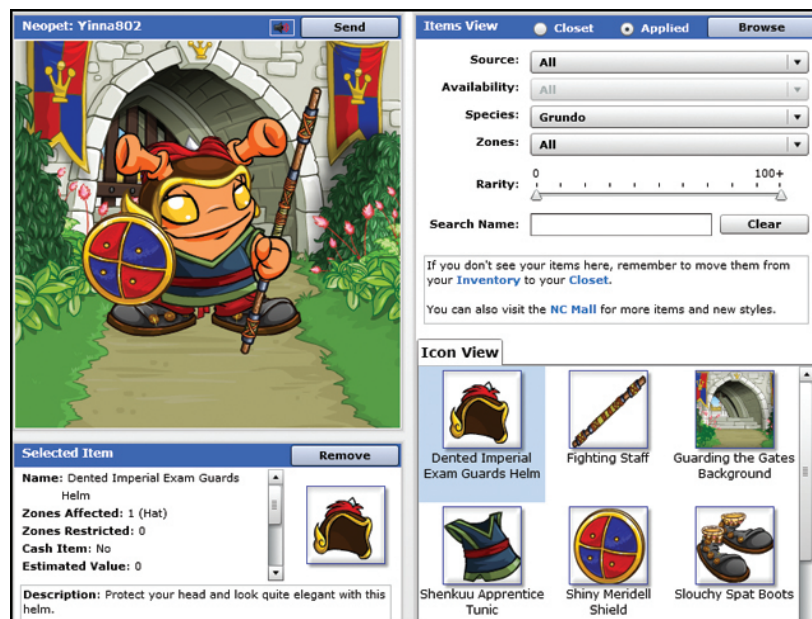 Neopet: Yinna802
Send
Items View
Closet
Applied
Browse
Source: All
Availability: All
Species: Grundo
Zones: All
0 100+
Rarity:
Search Name:
Clear
If you don't see your items here, remember to move them from
your Inventory to your Closet.
You can also visit the NC Mall for more items and new styles.
Icon View
Dented Imperial
Exam Guards Helm
Fighting Staff
Guarding the Gates
Background
Shenkuu Apprentice
Tunic
Shiny Meridell
Shield
Slouchy Spat Boots
Selected Item
Remove
Name: Dented Imperial Exam Guards
Helm
Zones Affected: 1 (Hat)
Zones Restricted: 0
Cash Item: No
Estimated Value: 0
Description: Protect your head and look quite elegant with this
helm.